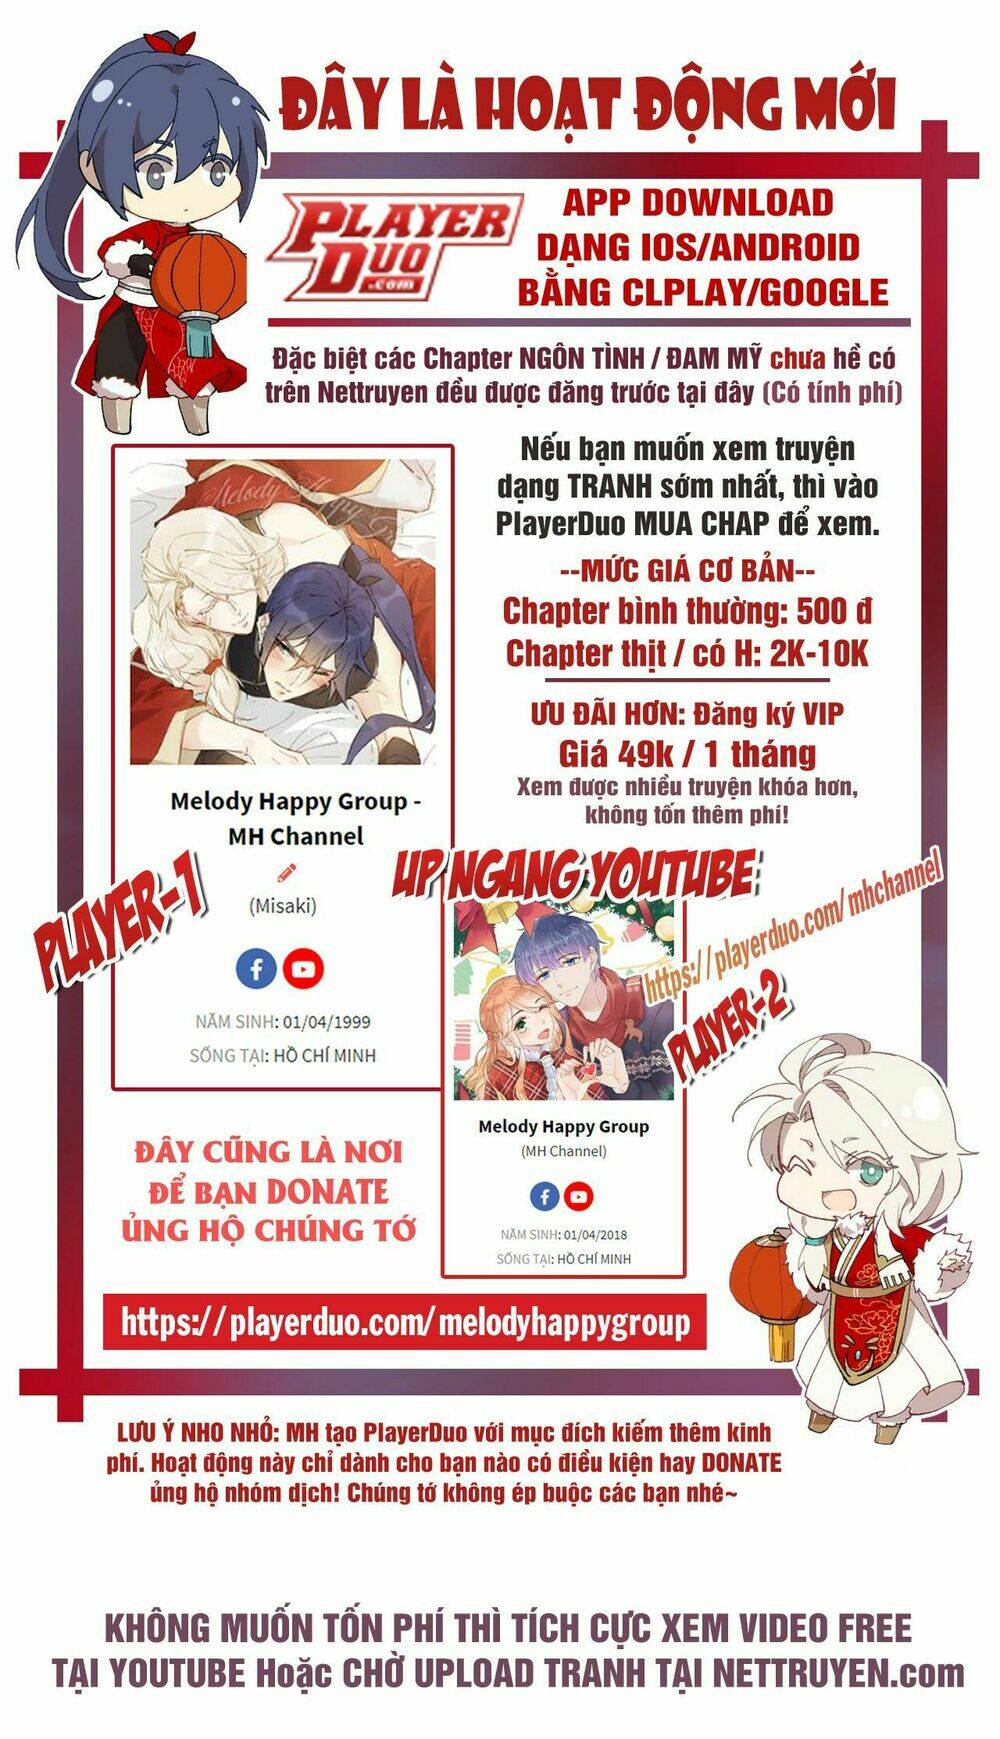 ĐÂY LÀ HOẠT ĐỘNG MỚI
PLAYER DUO .com
APP DOWNLOAD
DẠNG IOS/ANDROID
BẰNG CLPLAY/GOOGLE
Đặc biệt các Chapter NGÔN TÌNH / ĐAM MỸ chưa hề có
trên Nettruyen đều được đăng trước tại đây (Có tính phí)
Melody Happy
Nếu bạn muốn xem truyện
dạng TRANH sớm nhất, thì vào
PlayerDuo MUA CHAP để xem.
--MỨC GIÁ CƠ BẢN--
Chapter bình thường: 500 đ
Chapter thịt / có H: 2K-10K
ƯU ĐÃI HƠN: Đăng ký VIP
Giá 49k / 1 tháng
Xem được nhiều truyện khóa hơn,
không tốn thêm phí!
Melody Happy Group -
MH Channel
(Misaki)
PLAYER-1
NĂM SINH: 01/04/1999
SỐNG TẠI: HỒ CHÍ MINH
UP NGANG YOUTUBE:
https://playerduo.com/mhchannel
PLAYER-2
Melody Happy Group
(MH Channel)
NĂM SINH: 01/04/2018
SỐNG TẠI: HỒ CHÍ MINH
ĐÂY CŨNG LÀ NƠI
ĐỂ BẠN DONATE
ỦNG HỘ CHÚNG TỚ
https://playerduo.com/melodyhappygroup
LƯU Ý NHO NHỎ: MH tạo PlayerDuo với mục đích kiếm thêm kinh
phí. Hoạt động này chỉ dành cho bạn nào có điều kiện hay DONATE
ủng hộ nhóm dịch! Chúng tớ không ép buộc các bạn nhé~
KHÔNG MUỐN TỐN PHÍ THÌ TÍCH CỰC XEM VIDEO FREE
TẠI YOUTUBE Hoặc CHỜ UPLOAD TRANH TẠI NETTRUYEN.com